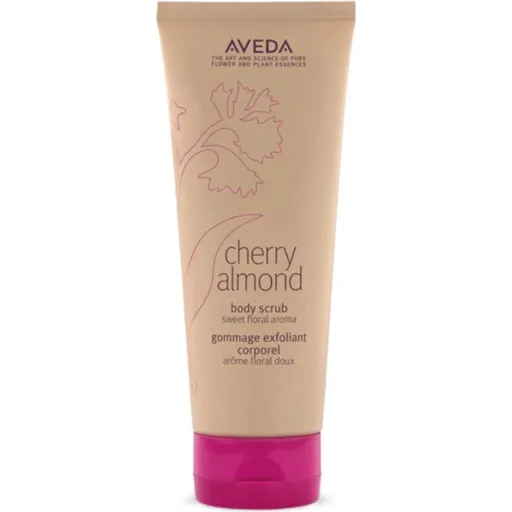 AVEDA
THE ART AND SCIENCE OF PURE
FLOWER AND PLANT ESSENCES
cherry
almond
body scrub
sweet floral aroma
gommage exfoliant
corporel
arôme floral doux